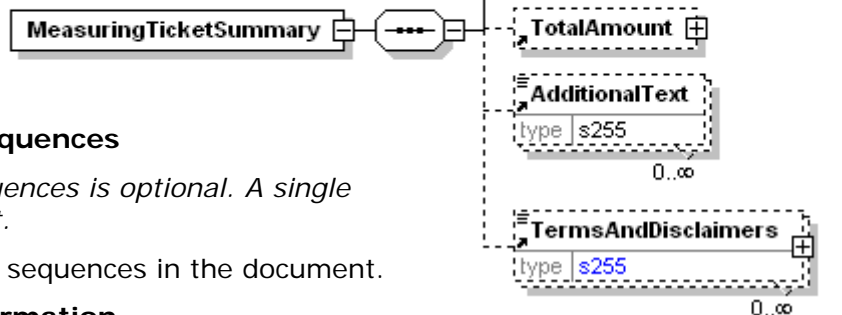 MeasuringTicketSummary
TotalAmount
AdditionalText
type s255
0..∞
quences
uences is optional. A single
t.
TermsAndDisclaimers
type s255
sequences in the document.
0..∞
rmation